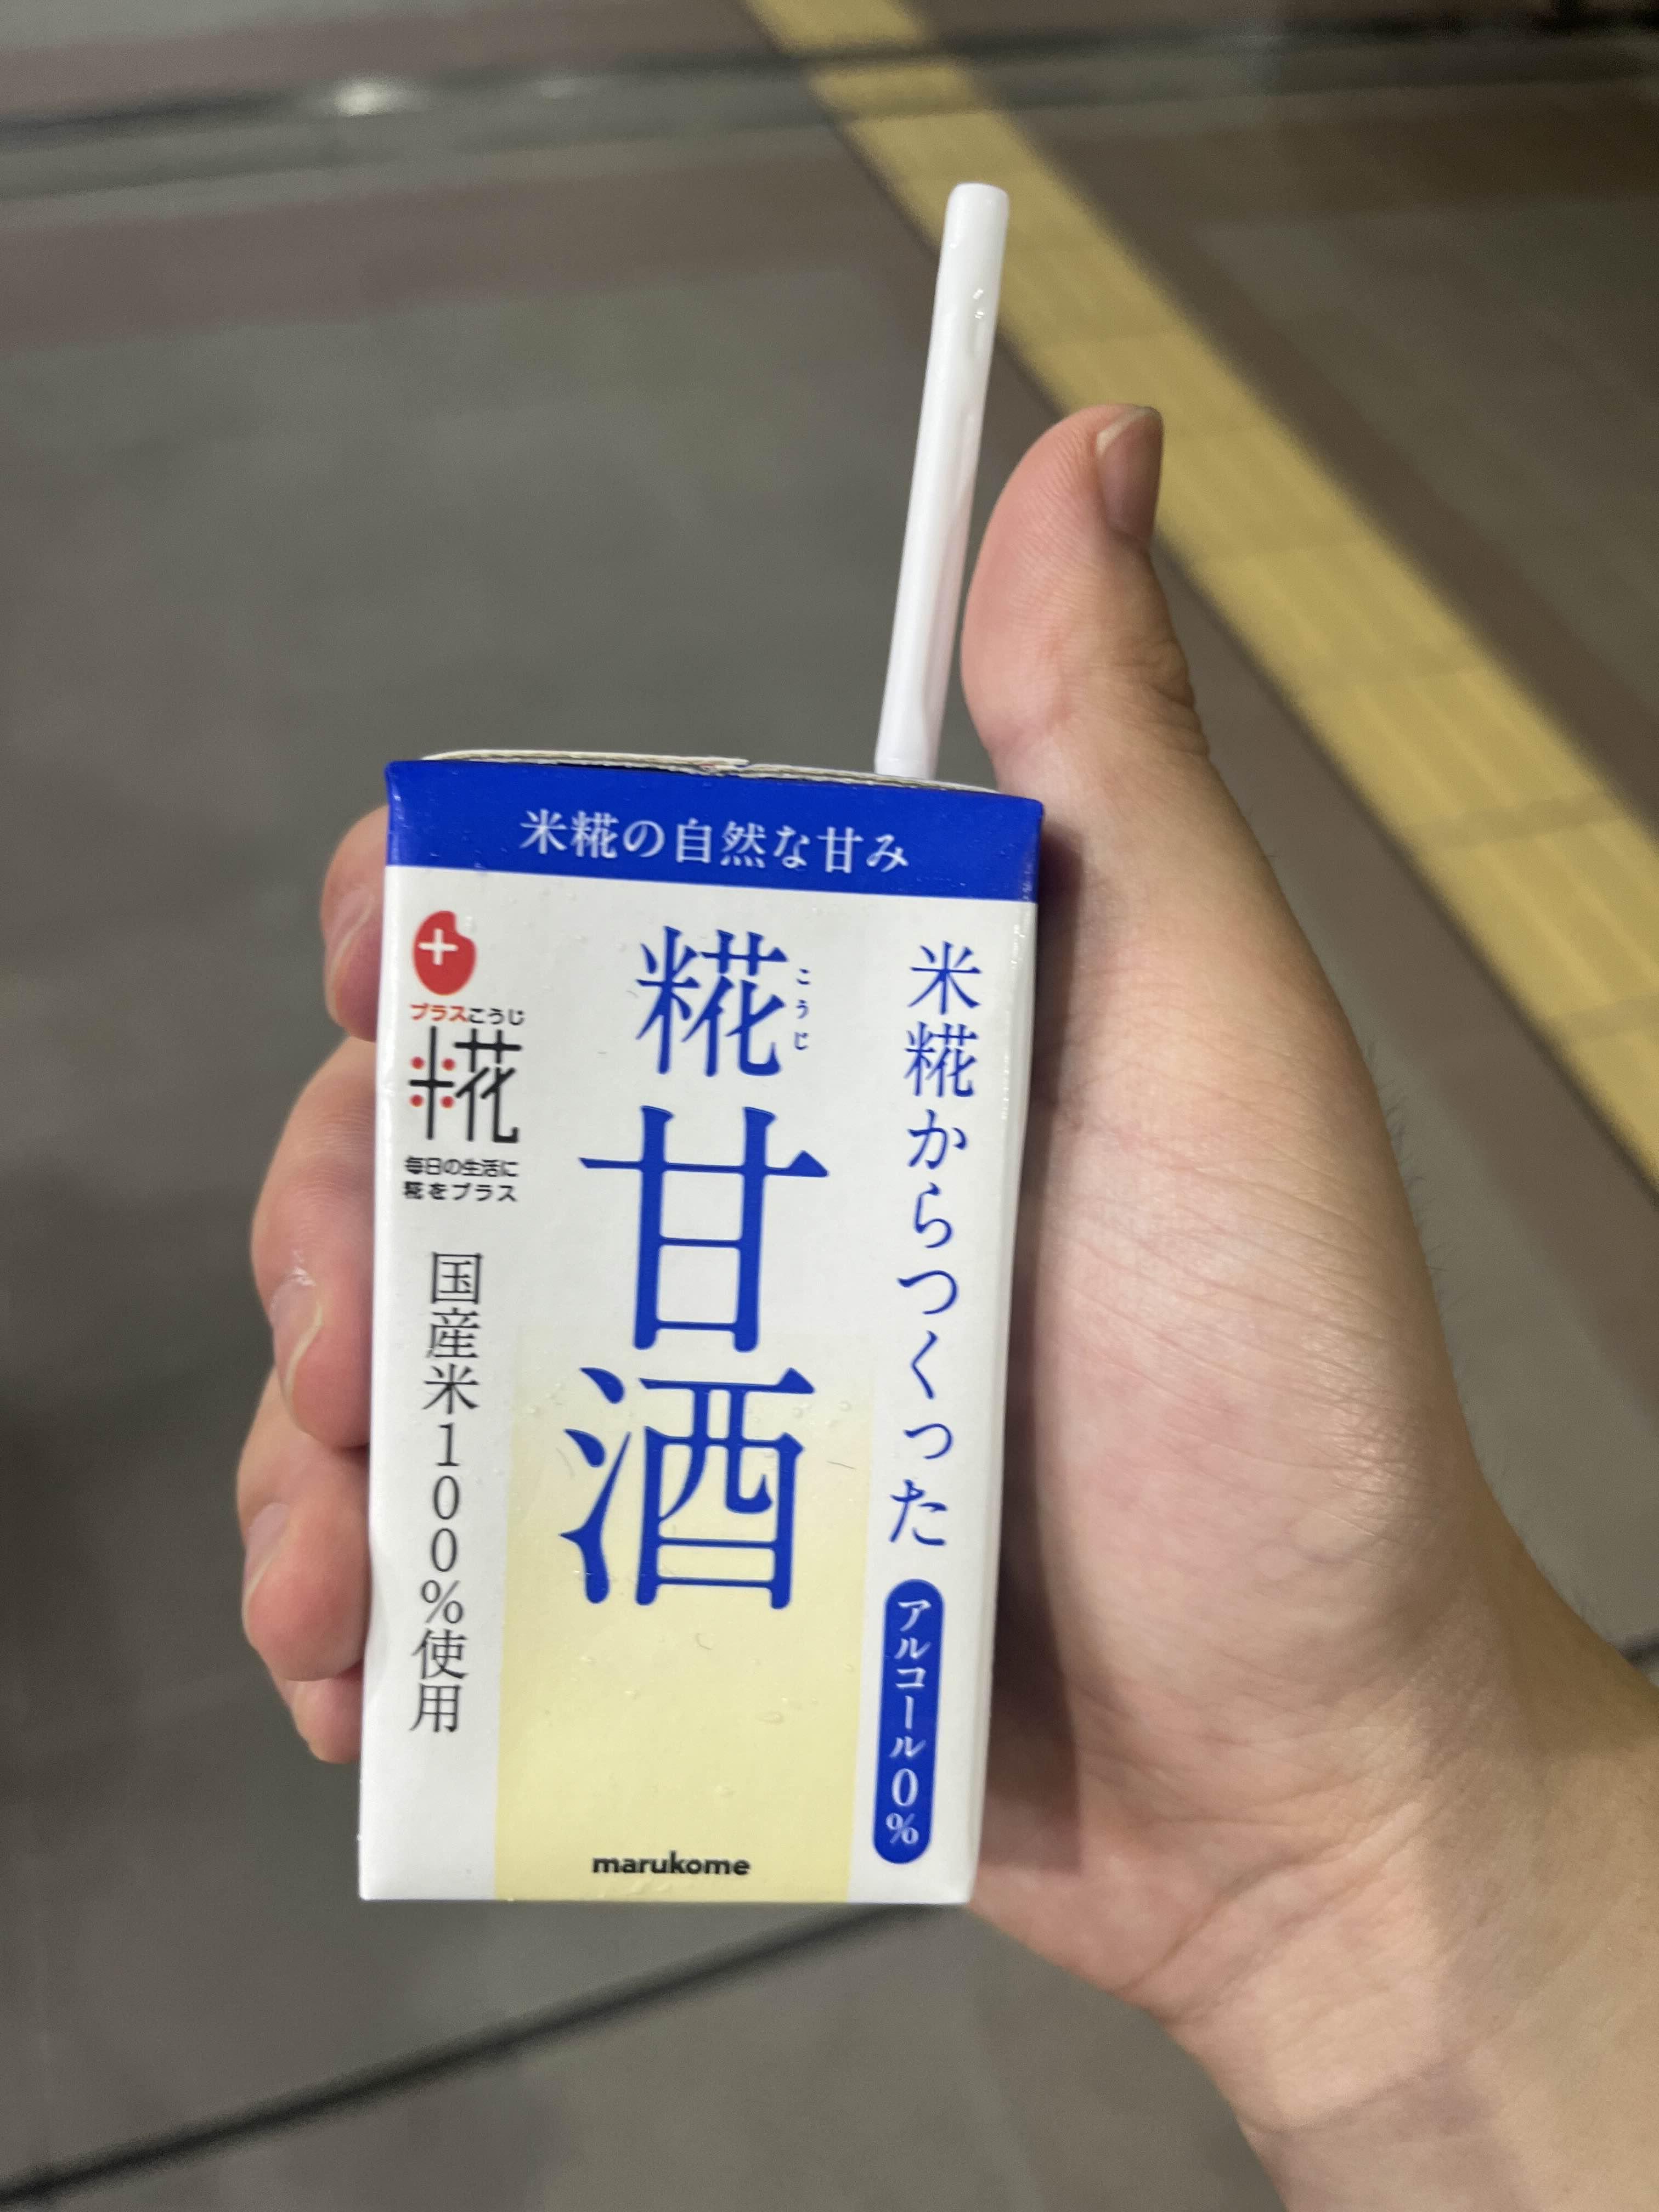 米糀の自然な甘み
米糀からつくった
アルコール0%
糀
こうじ
甘酒
プラスこうじ
糀
毎日の生活に
糀をプラス
国産米100%使用
marukome